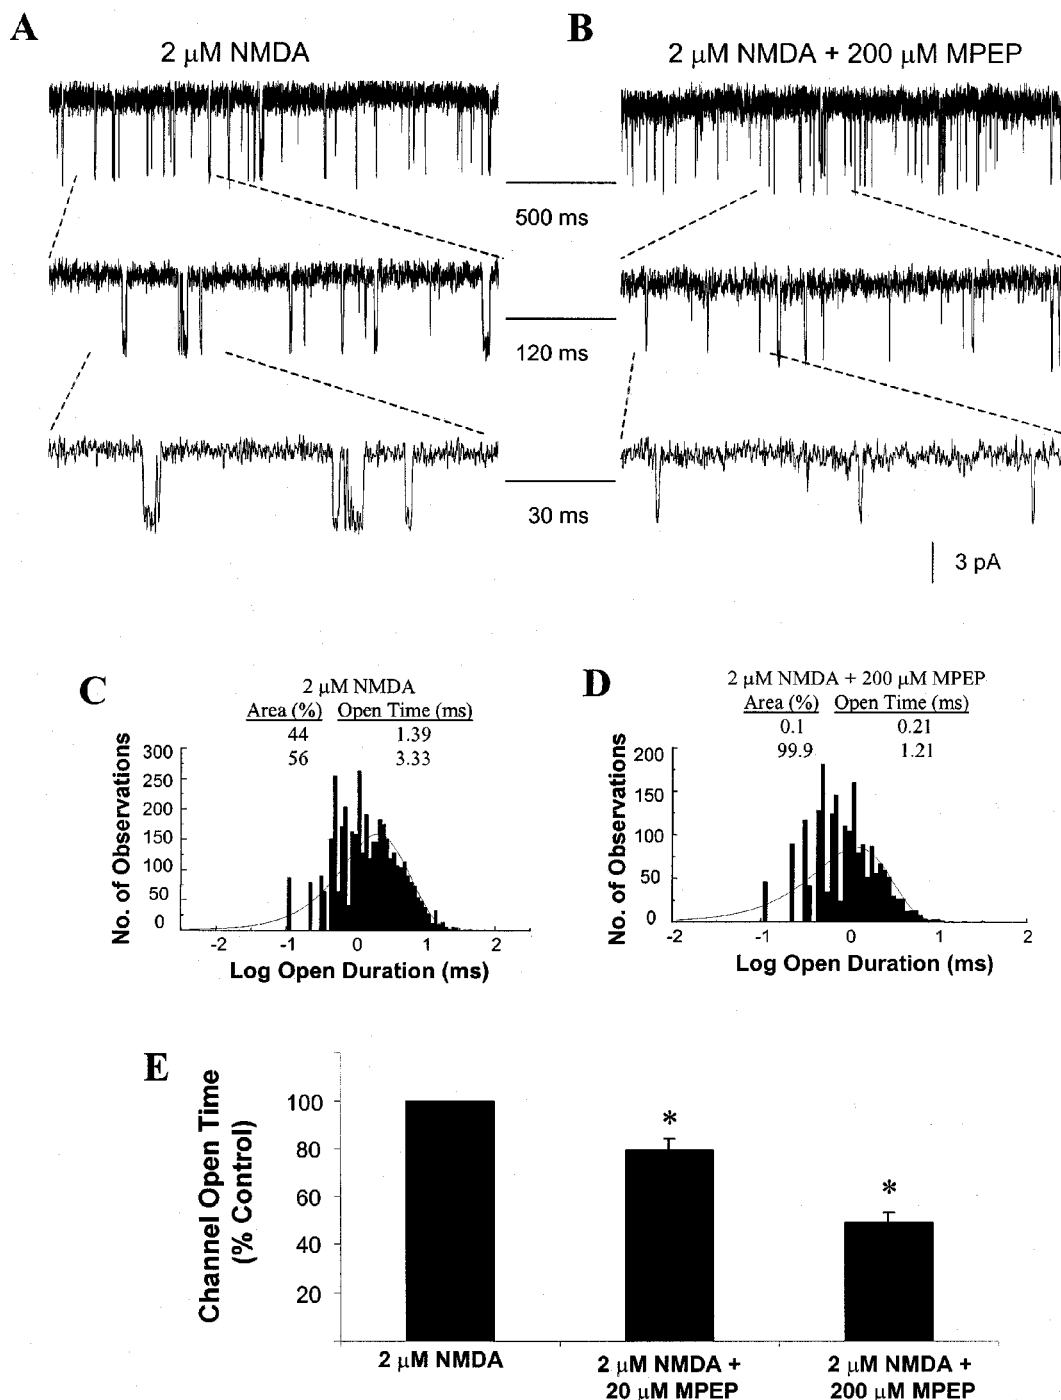 A
B
2 μM NMDA
2 μM NMDA + 200 μM MPEP
500 ms
120 ms
30 ms
3 pA
C
2 μM NMDA
Area (%) Open Time (ms)
44 1.39
56 3.33
300
250
200
150
100
50
0
No. of Observations
-2 -1 0 1 2
Log Open Duration (ms)
D
2 μM NMDA + 200 μM MPEP
Area (%) Open Time (ms)
0.1 0.21
99.9 1.21
200
150
100
50
0
No. of Observations
-2 -1 0 1 2
Log Open Duration (ms)
E
Channel Open Time
(% Control)
100
80
60
40
20
*
*
2 μM NMDA
2 μM NMDA +
20 μM MPEP
2 μM NMDA +
200 μM MPEP